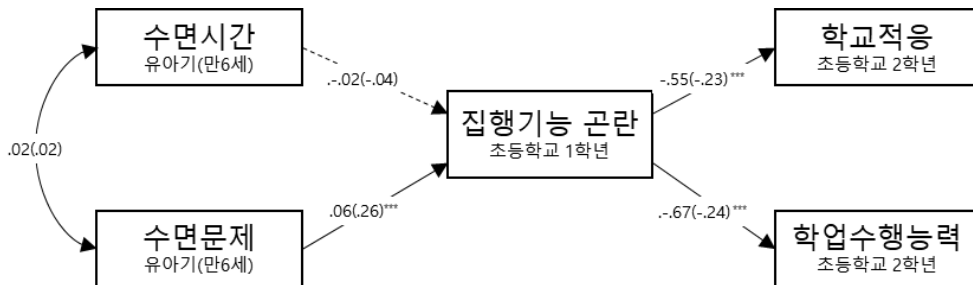 수면시간
유아기(만6세)
학교적응
초등학교 2학년
.-.02(-.04)
-.55(-.23)***
집행기능 곤란
초등학교 1학년
.02(.02)
.06(.26)***
.-.67(-.24)***
수면문제
유아기(만6세)
학업수행능력
초등학교 2학년